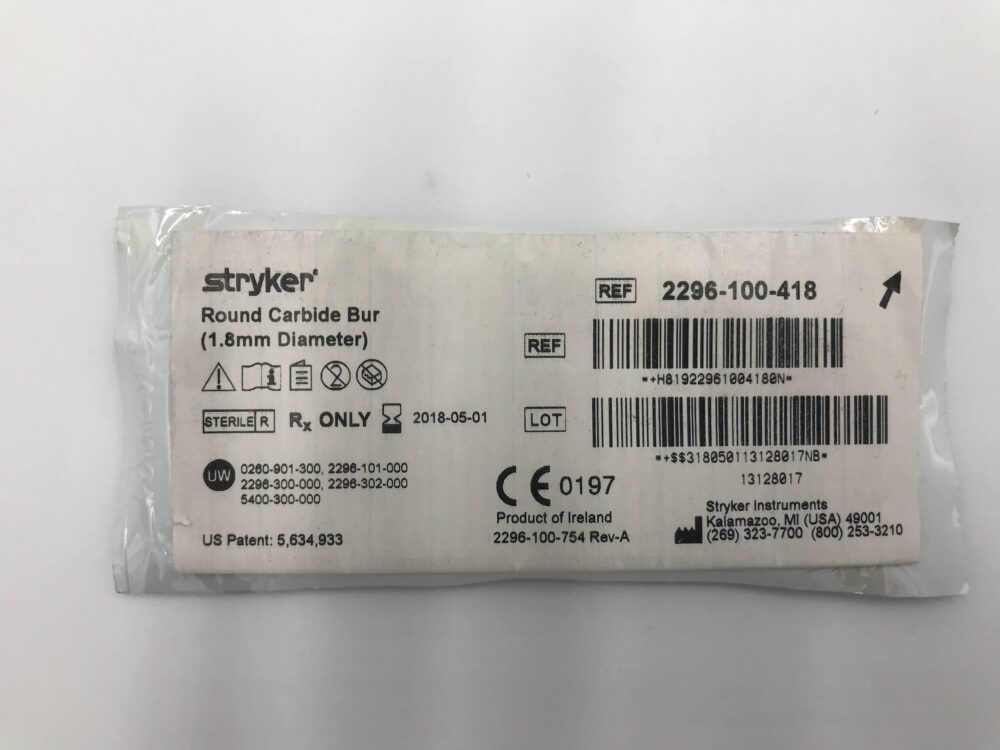 stryker
Round Carbide Bur
(1.8mm Diameter)
STERILE R Rx ONLY 2018-05-01
UW 0260-901-300, 2296-101-000
2296-300-000, 2296-302-000
5400-300-000
US Patent: 5,634,933
REF 2296-100-418
REF
*+H81922961004180N*
LOT
*+$$318050113128017NB*
13128017
CE 0197
Product of Ireland
2296-100-754 Rev-A
Stryker Instruments
Kalamazoo, MI (USA) 49001
(269) 323-7700 (800) 253-3210